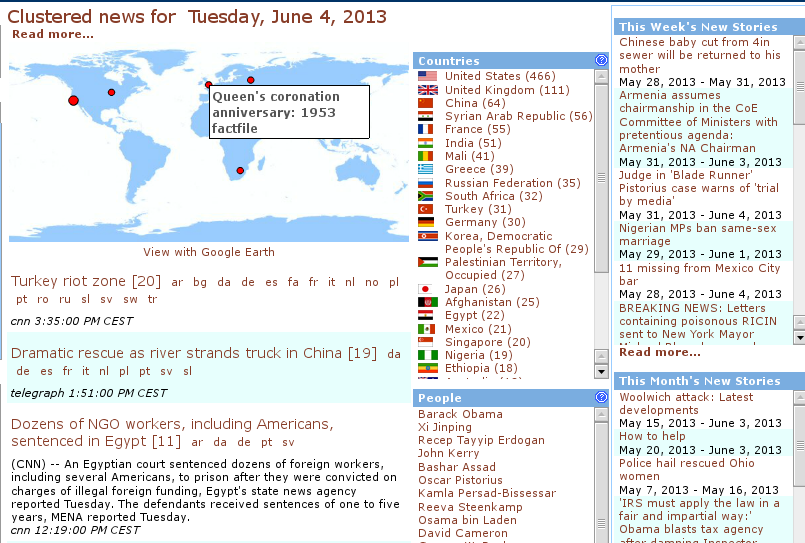 Clustered news for  Tuesday, June 4, 2013
Read more...
Queen's coronation
anniversary: 1953
factfile
View with Google Earth
Turkey riot zone [20] ar bg da de es fa fr it nl no pl
pt ro ru sl sv sw tr
cnn 3:35:00 PM CEST
Dramatic rescue as river strands truck in China [19] da
de es fr it nl pl pt sv sl
telegraph 1:51:00 PM CEST
Dozens of NGO workers, including Americans,
sentenced in Egypt [11] ar da de pt sv
(CNN) -- An Egyptian court sentenced dozens of foreign workers,
including several Americans, to prison after they were convicted on
charges of illegal foreign funding, Egypt's state news agency
reported Tuesday. The defendants received sentences of one to five
years, MENA reported Tuesday.
cnn 12:19:00 PM CEST
Countries
?
United States (466)
United Kingdom (111)
China (64)
Syrian Arab Republic (56)
France (55)
India (51)
Mali (41)
Greece (39)
Russian Federation (35)
South Africa (32)
Turkey (31)
Germany (30)
Korea, Democratic
People's Republic Of (29)
Palestinian Territory,
Occupied (27)
Japan (26)
Afghanistan (25)
Egypt (22)
Mexico (21)
Singapore (20)
Nigeria (19)
Ethiopia (18)
People
?
Barack Obama
Xi Jinping
Recep Tayyip Erdogan
John Kerry
Bashar Assad
Oscar Pistorius
Kamla Persad-Bissessar
Reeva Steenkamp
Osama bin Laden
David Cameron
This Week's New Stories
Chinese baby cut from 4in
sewer will be returned to his
mother
May 28, 2013 - May 31, 2013
Armenia assumes
chairmanship in the CoE
Committee of Ministers with
pretentious agenda:
Armenia's NA Chairman
May 31, 2013 - June 3, 2013
Judge in 'Blade Runner'
Pistorius case warns of 'trial
by media'
May 31, 2013 - June 4, 2013
Nigerian MPs ban same-sex
marriage
May 29, 2013 - June 1, 2013
11 missing from Mexico City
bar
May 28, 2013 - June 4, 2013
BREAKING NEWS: Letters
containing poisonous RICIN
sent to New York Mayor
Read more...
This Month's New Stories
Woolwich attack: Latest
developments
May 15, 2013 - June 3, 2013
How to help
May 20, 2013 - June 3, 2013
Police hail rescued Ohio
women
May 7, 2013 - May 16, 2013
'IRS must apply the law in a
fair and impartial way:'
Obama blasts tax agency
after damning Inspector